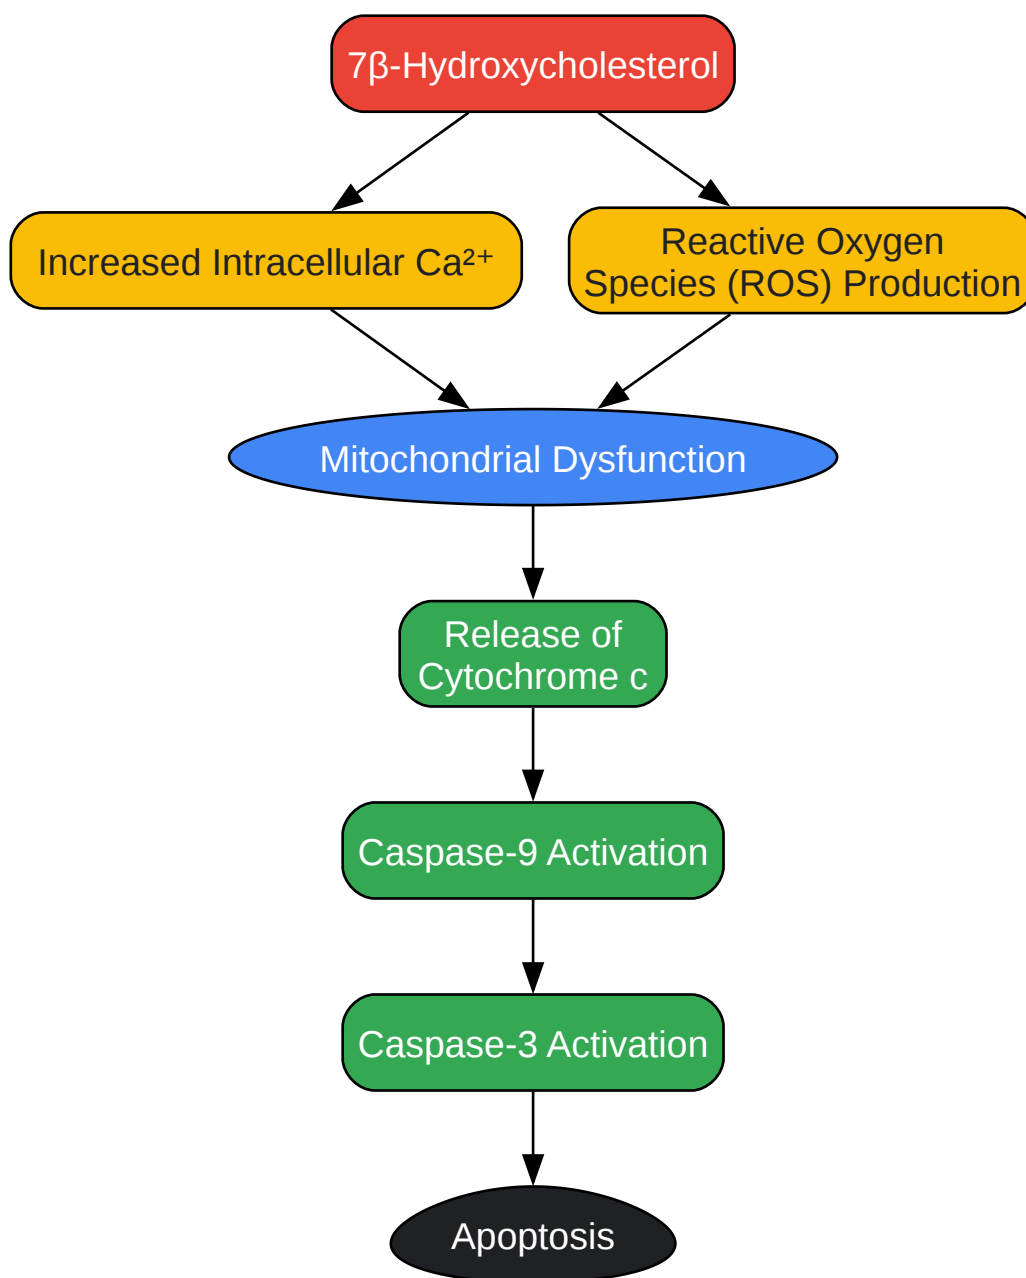 7β-Hydroxycholesterol
Increased Intracellular Ca²⁺
Reactive Oxygen
Species (ROS) Production
Mitochondrial Dysfunction
Release of
Cytochrome c
Caspase-9 Activation
Caspase-3 Activation
Apoptosis